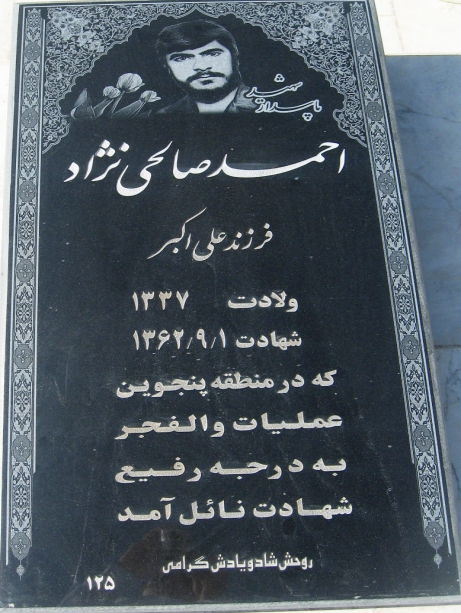 شهید
پاسدار
احمد صالحی نژاد
فرزند علی اکبر
ولادت ۱۳۳۷
شهادت ۱۳۶۲/۹/۱
که در منطقه پنجوین
عملیات والفجر
به درجه رفیع
شهادت نائل آمد
روحش شاد و یادش گرامی
۱۲۵